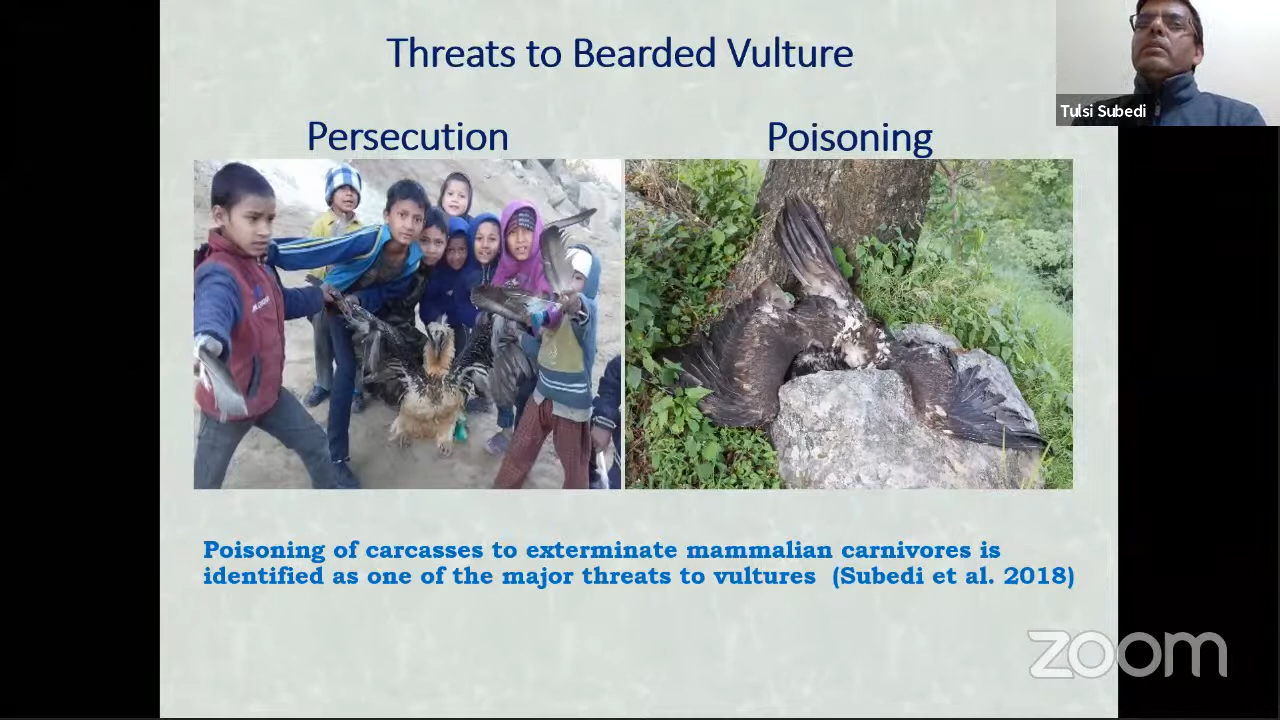 Threats to Bearded Vulture
Tulsi Subedi
Persecution
Poisoning
Poisoning of carcasses to exterminate mammalian carnivores is
identified as one of the major threats to vultures (Subedi et al. 2018)
zoom